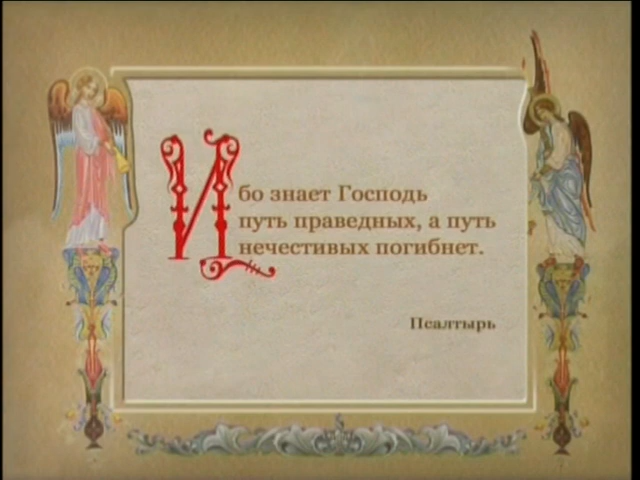 Ибо знает Господь
путь праведных, а путь
нечестивых погибнет.
Псалтырь